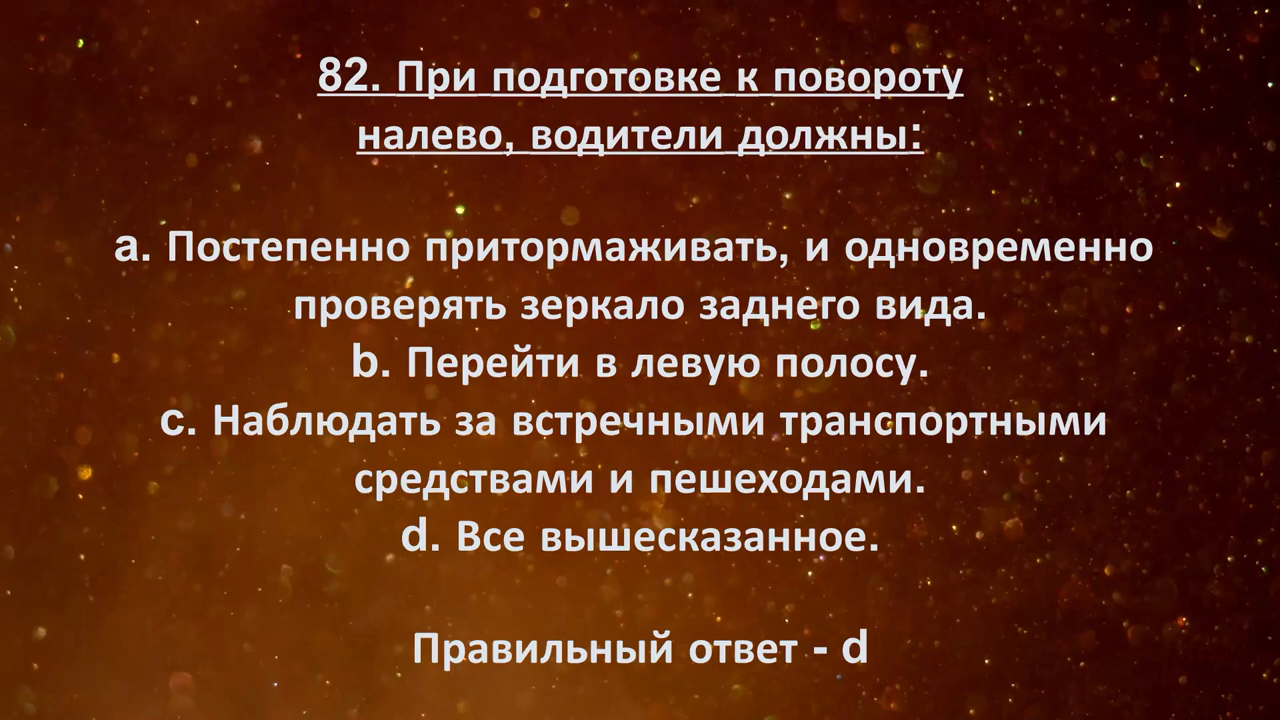 82. При подготовке к повороту
налево, водители должны:
a. Постепенно притормаживать, и одновременно
проверять зеркало заднего вида.
b. Перейти в левую полосу.
c. Наблюдать за встречными транспортными
средствами и пешеходами.
d. Все вышесказанное.
Правильный ответ - d